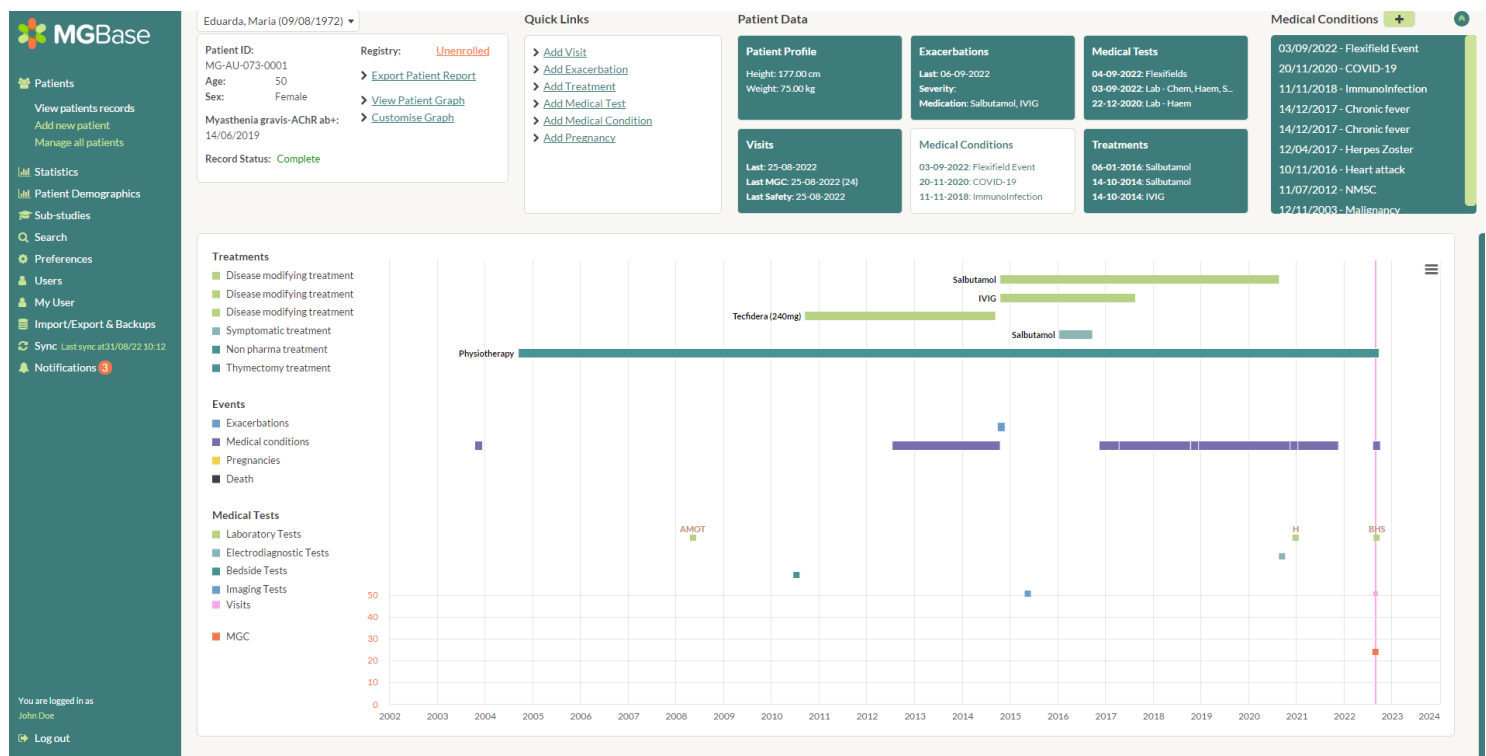 MGBase
Patients
View patients records
Add new patient
Manage all patients
Statistics
Patient Demographics
Sub-studies
Search
Preferences
Users
My User
Import/Export & Backups
Sync Last sync at31/08/22 10:12
Notifications 3
You are logged in as
John Doe
Log out
Eduarda, Maria (09/08/1972)
Patient ID:
MG-AU-073-0001
Age: 50
Sex: Female
Myasthenia gravis-AChR ab+:
14/06/2019
Record Status: Complete
Registry: Unenrolled
Export Patient Report
View Patient Graph
Customise Graph
Quick Links
Add Visit
Add Exacerbation
Add Treatment
Add Medical Test
Add Medical Condition
Add Pregnancy
Patient Data
Patient Profile
Height: 177.00 cm
Weight: 75.00 kg
Exacerbations
Last: 06-09-2022
Severity:
Medication: Salbutamol, IVIG
Medical Tests
04-09-2022: Flexifields
03-09-2022: Lab - Chem, Haem, S...
22-12-2020: Lab - Haem
Visits
Last: 25-08-2022
Last MGC: 25-08-2022 (24)
Last Safety: 25-08-2022
Medical Conditions
03-09-2022: Flexifield Event
20-11-2020: COVID-19
11-11-2018: ImmunoInfection
Treatments
06-01-2016: Salbutamol
14-10-2014: Salbutamol
14-10-2014: IVIG
Medical Conditions +
03/09/2022 - Flexifield Event
20/11/2020 - COVID-19
11/11/2018 - ImmunoInfection
14/12/2017 - Chronic fever
14/12/2017 - Chronic fever
12/04/2017 - Herpes Zoster
10/11/2016 - Heart attack
11/07/2012 - NMSC
12/11/2003 - Malignancy
Treatments
Disease modifying treatment
Disease modifying treatment
Disease modifying treatment
Symptomatic treatment
Non pharma treatment
Thymectomy treatment
Events
Exacerbations
Medical conditions
Pregnancies
Death
Medical Tests
Laboratory Tests
Electrodiagnostic Tests
Bedside Tests
Imaging Tests
Visits
MGC
Salbutamol
IVIG
Tecfidera (240mg)
Salbutamol
Physiotherapy
AMOT H BHS
50
40
30
20
10
0
2002 2003 2004 2005 2006 2007 2008 2009 2010 2011 2012 2013 2014 2015 2016 2017 2018 2019 2020 2021 2022 2023 2024